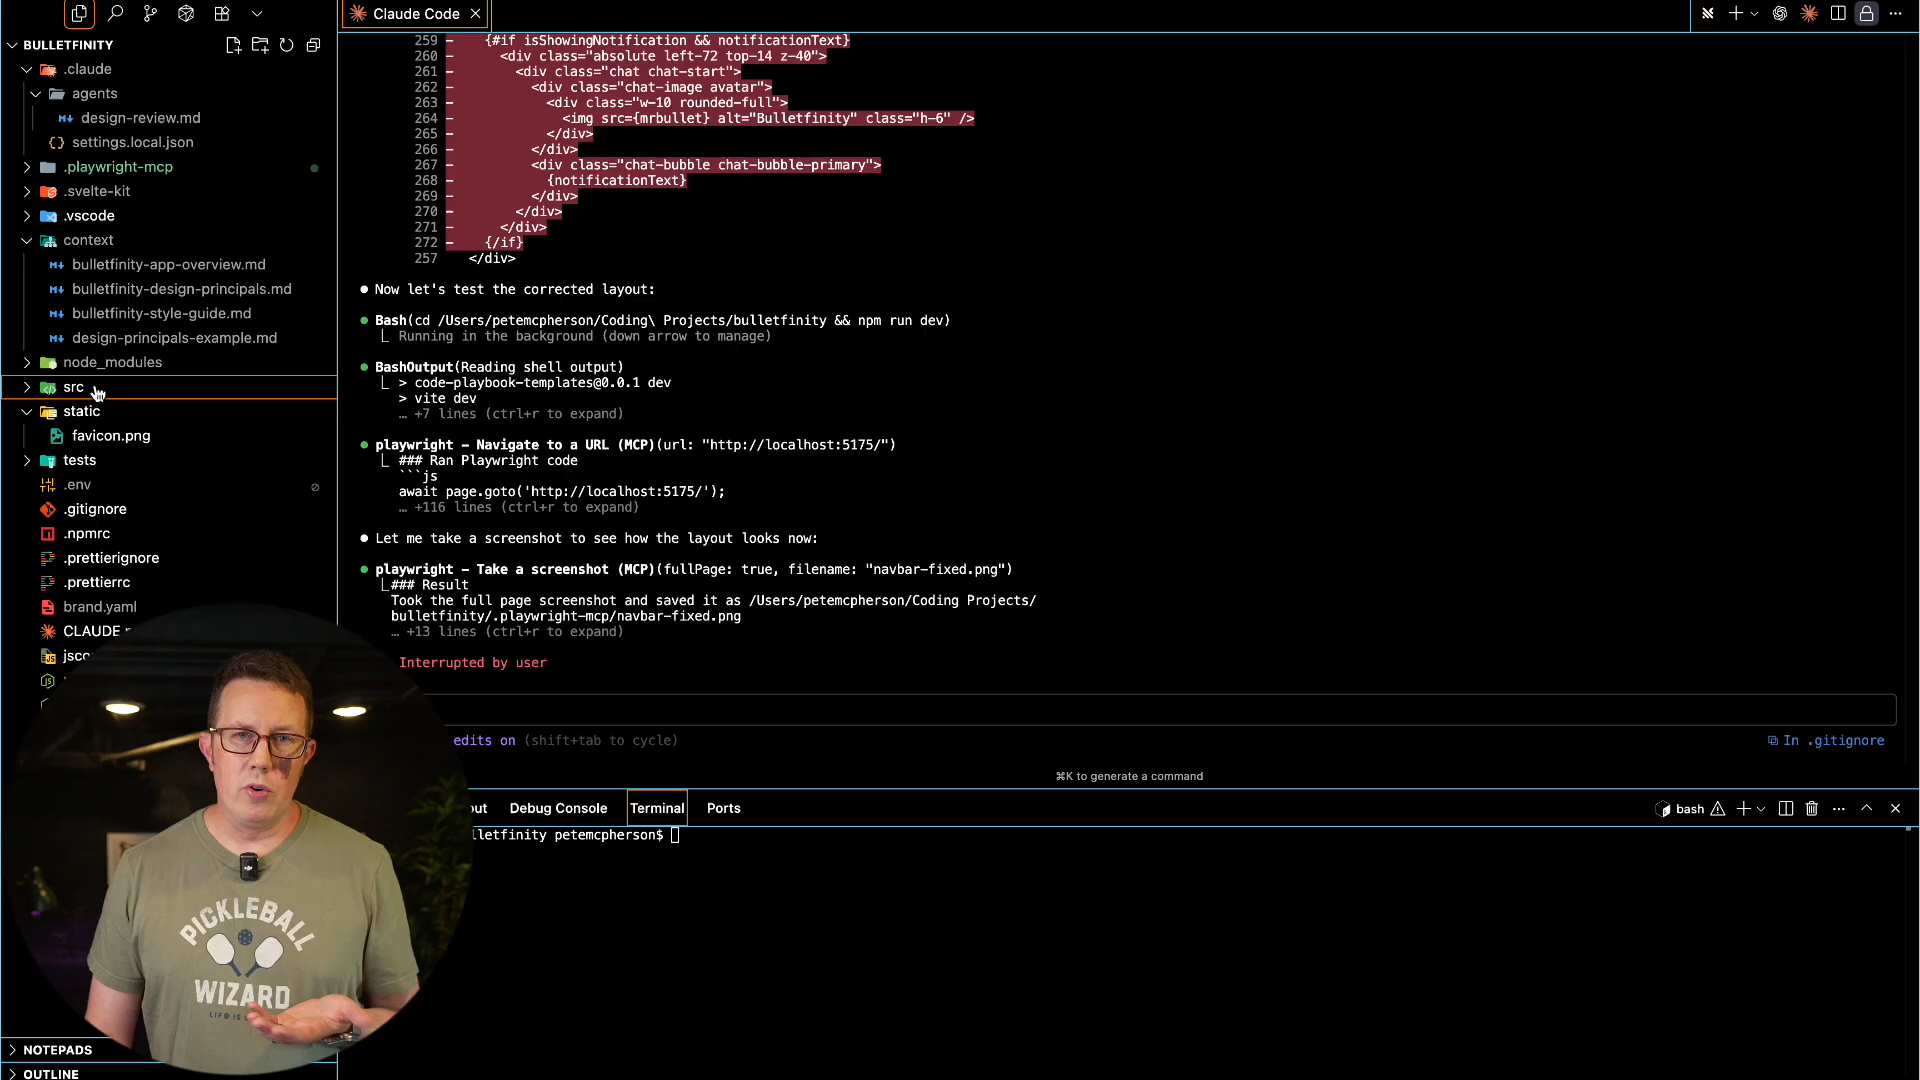 BULLETFINITY
.claude
agents
design-review.md
settings.local.json
.playwright-mcp
.svelte-kit
.vscode
context
bulletfinity-app-overview.md
bulletfinity-design-principals.md
bulletfinity-style-guide.md
design-principals-example.md
node_modules
src
static
favicon.png
tests
.env
.gitignore
.npmrc
.prettierignore
.prettierrc
brand.yaml
CLAUDE
jsco
NOTEPADS
OUTLINE
Claude Code
259 - {#if isShowingNotification && notificationText}
260 - <div class="absolute left-72 top-14 z-40">
261 - <div class="chat chat-start">
262 - <div class="chat-image avatar">
263 - <div class="w-10 rounded-full">
264 - <img src={mrbullet} alt="Bulletfinity" class="h-6" />
265 - </div>
266 - </div>
267 - <div class="chat-bubble chat-bubble-primary">
268 - {notificationText}
269 - </div>
270 - </div>
271 - </div>
272 - {/if}
257 </div>
● Now let's test the corrected layout:
● Bash(cd /Users/petemcpherson/Coding\ Projects/bulletfinity && npm run dev)
⎿ Running in the background (down arrow to manage)
● BashOutput(Reading shell output)
⎿ > code-playbook-templates@0.0.1 dev
> vite dev
… +7 lines (ctrl+r to expand)
● playwright - Navigate to a URL (MCP)(url: "http://localhost:5175/")
⎿ ### Ran Playwright code
```js
await page.goto('http://localhost:5175/');
… +116 lines (ctrl+r to expand)
● Let me take a screenshot to see how the layout looks now:
● playwright - Take a screenshot (MCP)(fullPage: true, filename: "navbar-fixed.png")
⎿ ### Result
Took the full page screenshot and saved it as /Users/petemcpherson/Coding Projects/
bulletfinity/.playwright-mcp/navbar-fixed.png
… +13 lines (ctrl+r to expand)
Interrupted by user
edits on (shift+tab to cycle)
In .gitignore
⌘K to generate a command
out
Debug Console
Terminal
Ports
bash
lletfinity petemcpherson$
PICKLEBALL
WIZARD
LIFE IS